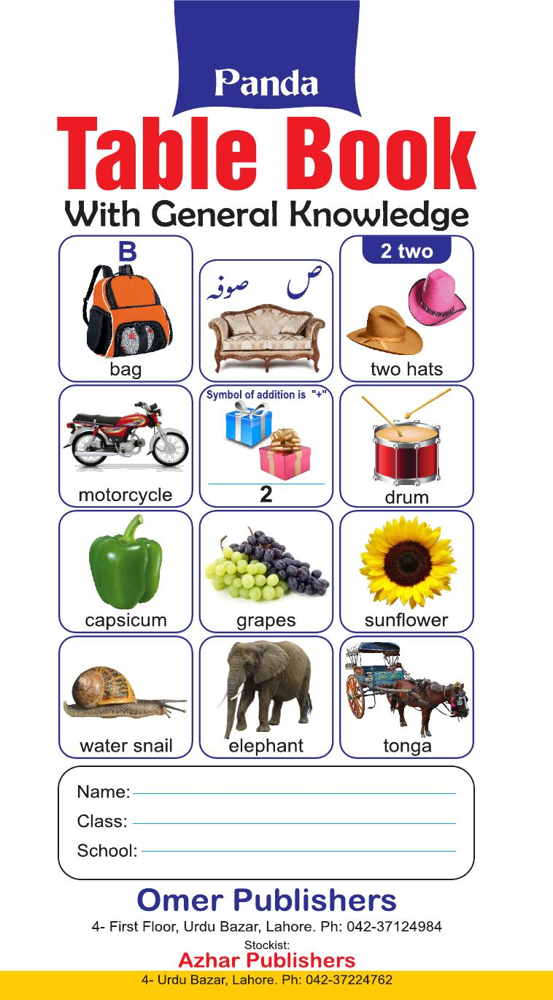 Panda
Table Book
With General Knowledge
B
bag
ص
صوفہ
2 two
two hats
motorcycle
Symbol of addition is "+"
2
drum
capsicum
grapes
sunflower
water snail
elephant
tonga
Name:
Class:
School:
Omer Publishers
4- First Floor, Urdu Bazar, Lahore. Ph: 042-37124984
Stockist:
Azhar Publishers
4- Urdu Bazar, Lahore. Ph: 042-37224762